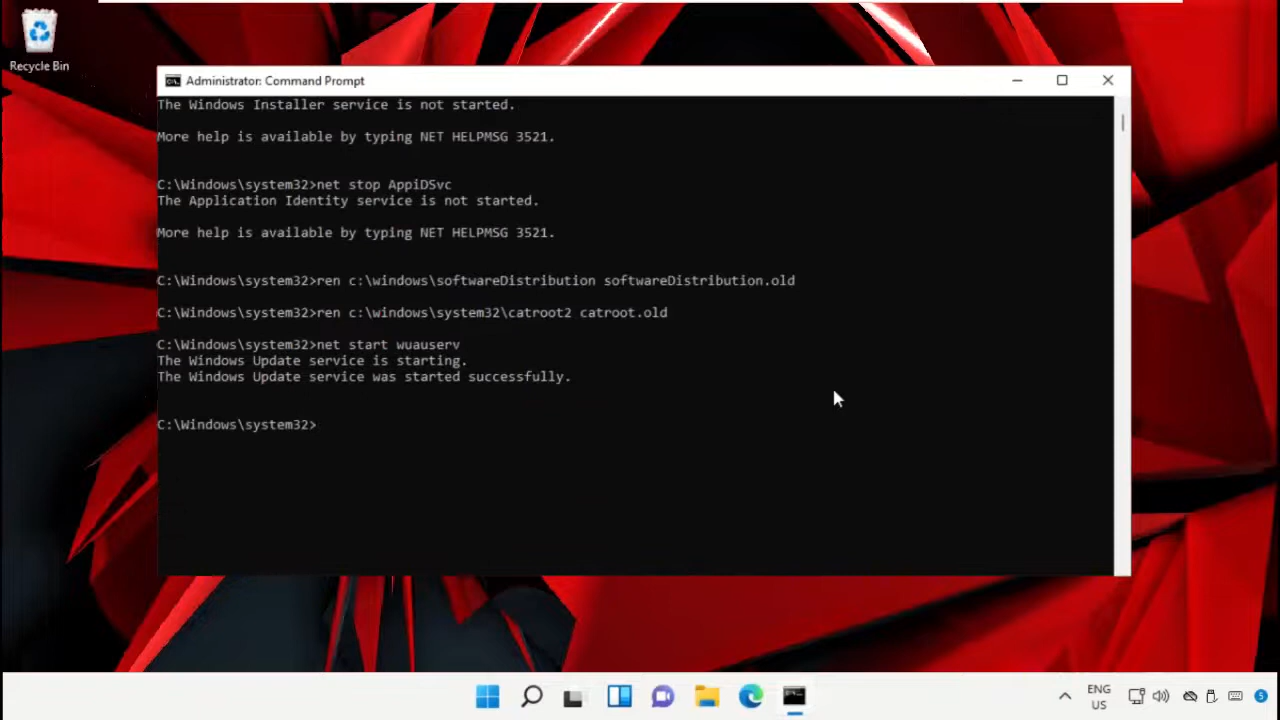 Recycle Bin
Administrator: Command Prompt
The Windows Installer service is not started.
More help is available by typing NET HELPMSG 3521.
C:\Windows\system32>net stop AppiDSvc
The Application Identity service is not started.
More help is available by typing NET HELPMSG 3521.
C:\Windows\system32>ren c:\windows\softwareDistribution softwareDistribution.old
C:\Windows\system32>ren c:\windows\system32\catroot2 catroot.old
C:\Windows\system32>net start wuauserv
The Windows Update service is starting.
The Windows Update service was started successfully.
C:\Windows\system32>
ENG
US
5